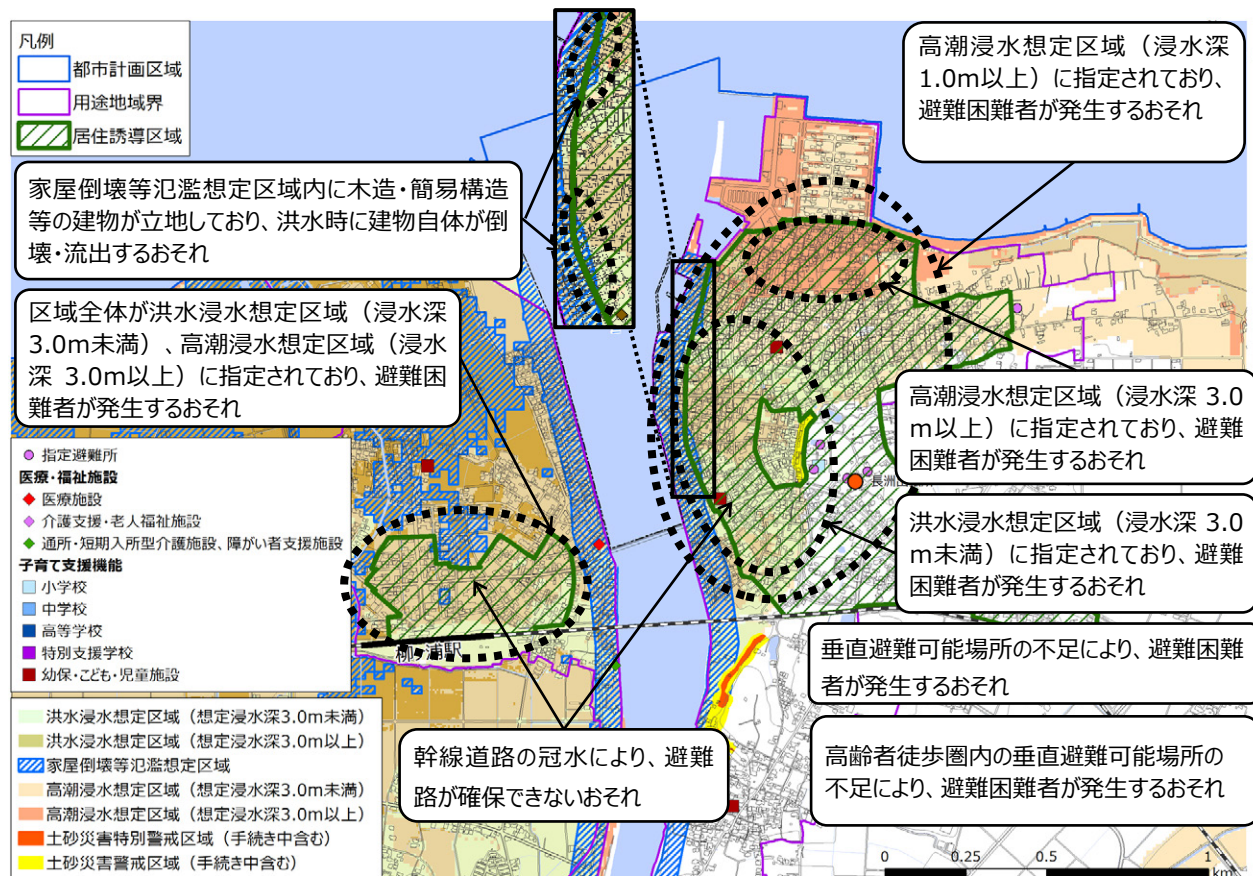 凡例
都市計画区域
用途地域界
居住誘導区域
高潮浸水想定区域（浸水深
1.0m以上）に指定されており、
避難困難者が発生するおそれ
家屋倒壊等氾濫想定区域内に木造・簡易構造
等の建物が立地しており、洪水時に建物自体が倒
壊・流出するおそれ
区域全体が洪水浸水想定区域（浸水深
3.0m未満）、高潮浸水想定区域（浸水
深 3.0m以上）に指定されており、避難困
難者が発生するおそれ
高潮浸水想定区域（浸水深 3.0
m以上）に指定されており、避難
困難者が発生するおそれ
洪水浸水想定区域（浸水深 3.0
m未満）に指定されており、避難
困難者が発生するおそれ
指定避難所
医療・福祉施設
医療施設
介護支援・老人福祉施設
通所・短期入所型介護施設、障がい者支援施設
子育て支援機能
小学校
中学校
高等学校
特別支援学校
幼保・こども・児童施設
柳ヶ浦駅
垂直避難可能場所の不足により、避難困難
者が発生するおそれ
幹線道路の冠水により、避難
路が確保できないおそれ
高齢者徒歩圏内の垂直避難可能場所の
不足により、避難困難者が発生するおそれ
洪水浸水想定区域（想定浸水深3.0m未満）
洪水浸水想定区域（想定浸水深3.0m以上）
家屋倒壊等氾濫想定区域
高潮浸水想定区域（想定浸水深3.0m未満）
高潮浸水想定区域（想定浸水深3.0m以上）
土砂災害特別警戒区域（手続き中含む）
土砂災害警戒区域（手続き中含む）
0 0.25 0.5 1
km